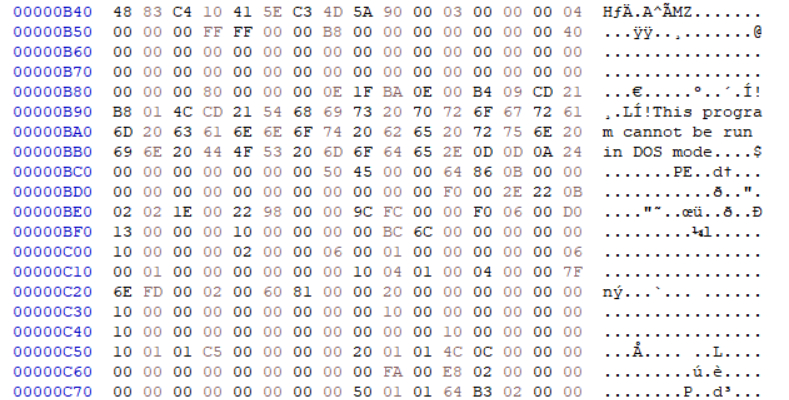 00000B40 48 83 C4 10 41 5E C3 4D 5A 90 00 03 00 00 00 04 HƒÄ.A^ÃMZ.......
00000B50 00 00 00 FF FF 00 00 B8 00 00 00 00 00 00 00 40 ...ÿÿ..¸.......@
00000B60 00 00 00 00 00 00 00 00 00 00 00 00 00 00 00 00 ................
00000B70 00 00 00 00 00 00 00 00 00 00 00 00 00 00 00 00 ................
00000B80 00 00 00 80 00 00 00 0E 1F BA 0E 00 B4 09 CD 21 ...€.....º..´.Í!
00000B90 B8 01 4C CD 21 54 68 69 73 20 70 72 6F 67 72 61 ¸.LÍ!This progra
00000BA0 6D 20 63 61 6E 6E 6F 74 20 62 65 20 72 75 6E 20 m cannot be run
00000BB0 69 6E 20 44 4F 53 20 6D 6F 64 65 2E 0D 0D 0A 24 in DOS mode....$
00000BC0 00 00 00 00 00 00 00 50 45 00 00 64 86 0B 00 00 .......PE..d†...
00000BD0 00 00 00 00 00 00 00 00 00 00 00 F0 00 2E 22 0B ...........ð..".
00000BE0 02 02 1E 00 22 98 00 00 9C FC 00 00 F0 06 00 D0 ...."˜..œü..ð..Ð
00000BF0 13 00 00 00 10 00 00 00 00 BC 6C 00 00 00 00 00 .........¼l.....
00000C00 10 00 00 00 02 00 00 06 00 01 00 00 00 00 00 06 ................
00000C10 00 01 00 00 00 00 00 00 10 04 01 00 04 00 00 7F ................
00000C20 6E FD 00 00 02 00 60 81 00 00 20 00 00 00 00 00 ný....`... .....
00000C30 10 00 00 00 00 00 00 00 00 10 00 00 00 00 00 00 ................
00000C40 10 00 00 00 00 00 00 00 00 00 00 10 00 00 00 00 ................
00000C50 10 01 01 C5 00 00 00 00 20 01 01 4C 0C 00 00 00 ...Å.... ..L....
00000C60 00 00 00 00 00 00 00 00 00 FA 00 E8 02 00 00 00 .........ú.è....
00000C70 00 00 00 00 00 00 00 00 50 01 01 64 B3 02 00 00 ........P..d³...